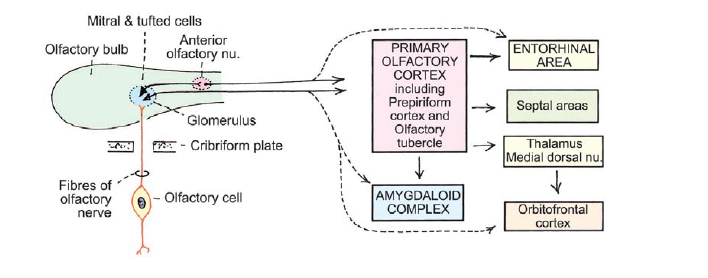 Mitral & tufted cells
Olfactory bulb
Anterior
olfactory nu.
Glomerulus
Cribriform plate
Fibres of
olfactory
nerve
Olfactory cell
PRIMARY
OLFACTORY
CORTEX
including
Prepiriform
cortex and
Olfactory
tubercle
AMYGDALOID
COMPLEX
ENTORHINAL
AREA
Septal areas
Thalamus
Medial dorsal nu.
Orbitofrontal
cortex